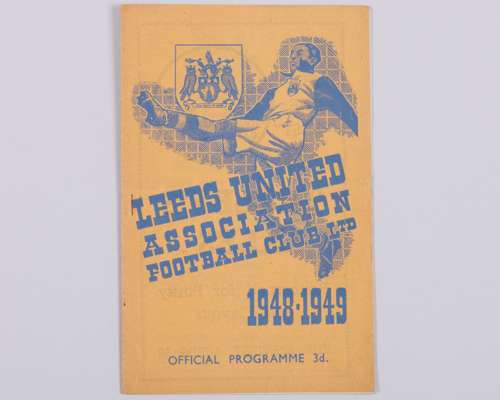 LEEDS UNITED
ASSOCIATION
FOOTBALL CLUB LTD
1948-1949
OFFICIAL PROGRAMME 3d.